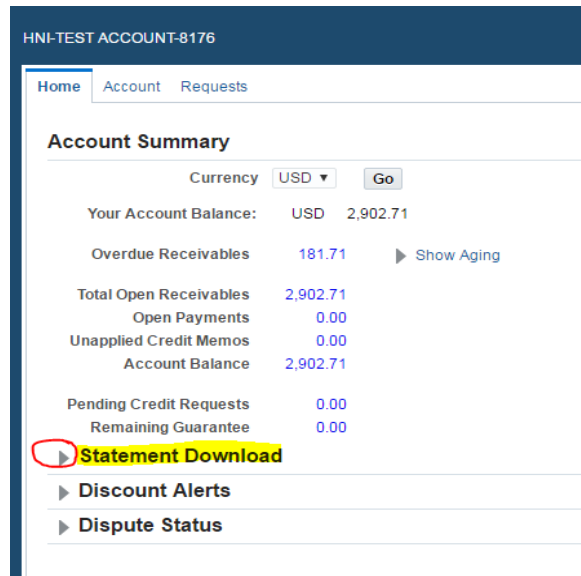 HNI-TEST ACCOUNT-8176
Home Account Requests
Account Summary
Currency USD Go
Your Account Balance: USD 2,902.71
Overdue Receivables 181.71 Show Aging
Total Open Receivables 2,902.71
Open Payments 0.00
Unapplied Credit Memos 0.00
Account Balance 2,902.71
Pending Credit Requests 0.00
Remaining Guarantee 0.00
Statement Download
Discount Alerts
Dispute Status